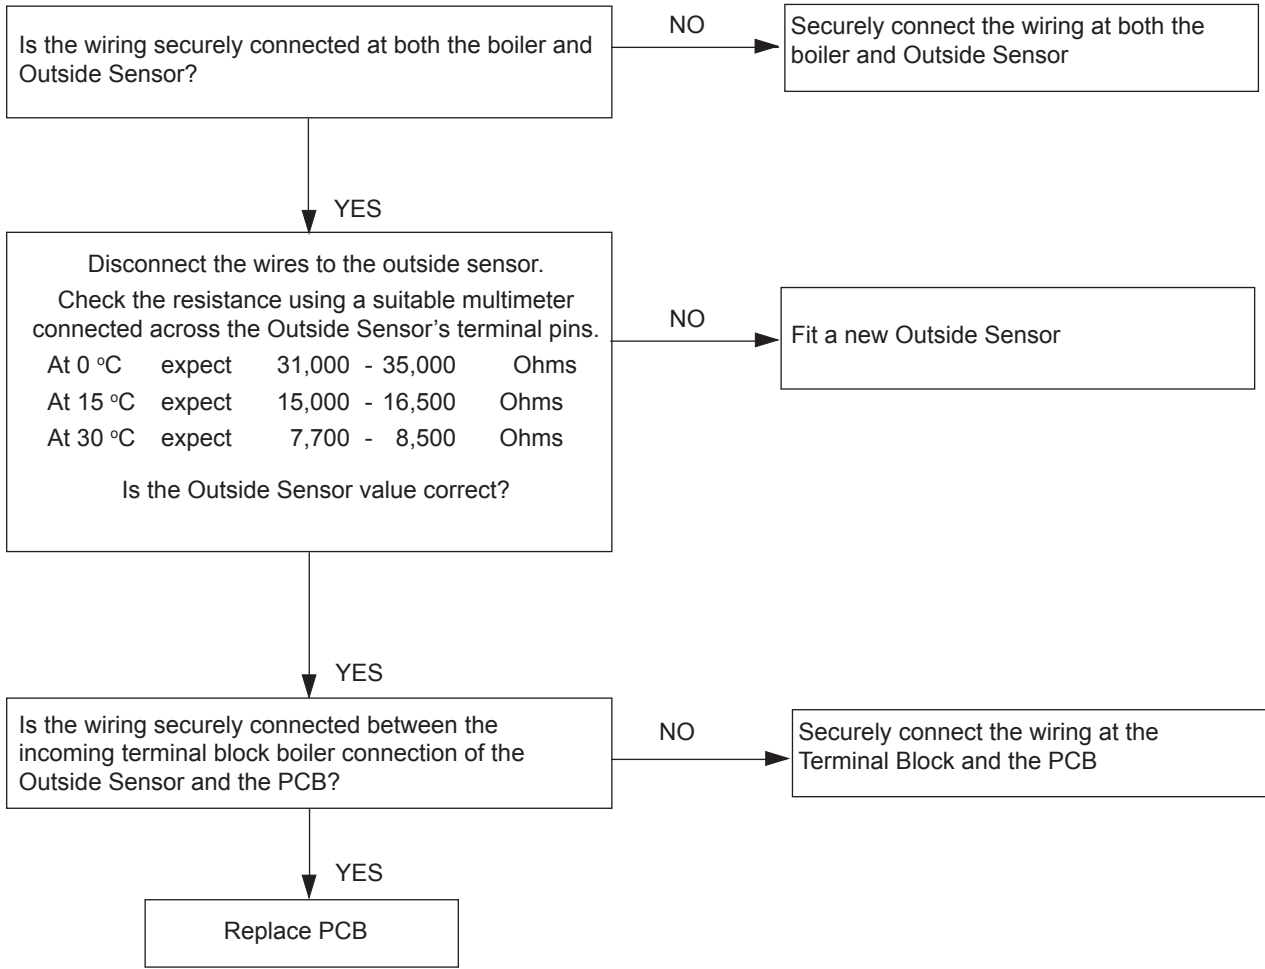 Is the wiring securely connected at both the boiler and
Outside Sensor?
NO
Securely connect the wiring at both the
boiler and Outside Sensor
YES
Disconnect the wires to the outside sensor.
Check the resistance using a suitable multimeter
connected across the Outside Sensor's terminal pins.
At 0 °C expect 31,000 - 35,000 Ohms
At 15 °C expect 15,000 - 16,500 Ohms
At 30 °C expect 7,700 - 8,500 Ohms
Is the Outside Sensor value correct?
NO
Fit a new Outside Sensor
YES
Is the wiring securely connected between the
incoming terminal block boiler connection of the
Outside Sensor and the PCB?
NO
Securely connect the wiring at the
Terminal Block and the PCB
YES
Replace PCB